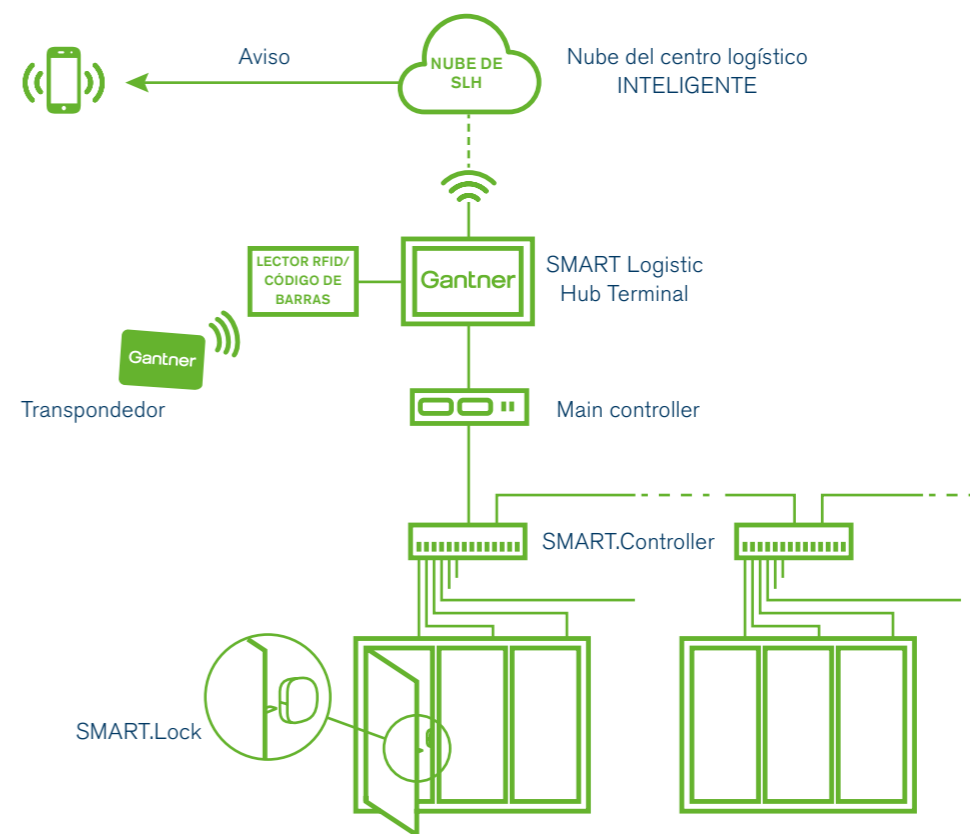 Aviso
NUBE DE
SLH
Nube del centro logístico
INTELIGENTE
LECTOR RFID/
CÓDIGO DE
BARRAS
Gantner
SMART Logistic
Hub Terminal
Gantner
Transpondedor
Main controller
SMART.Controller
SMART.Lock